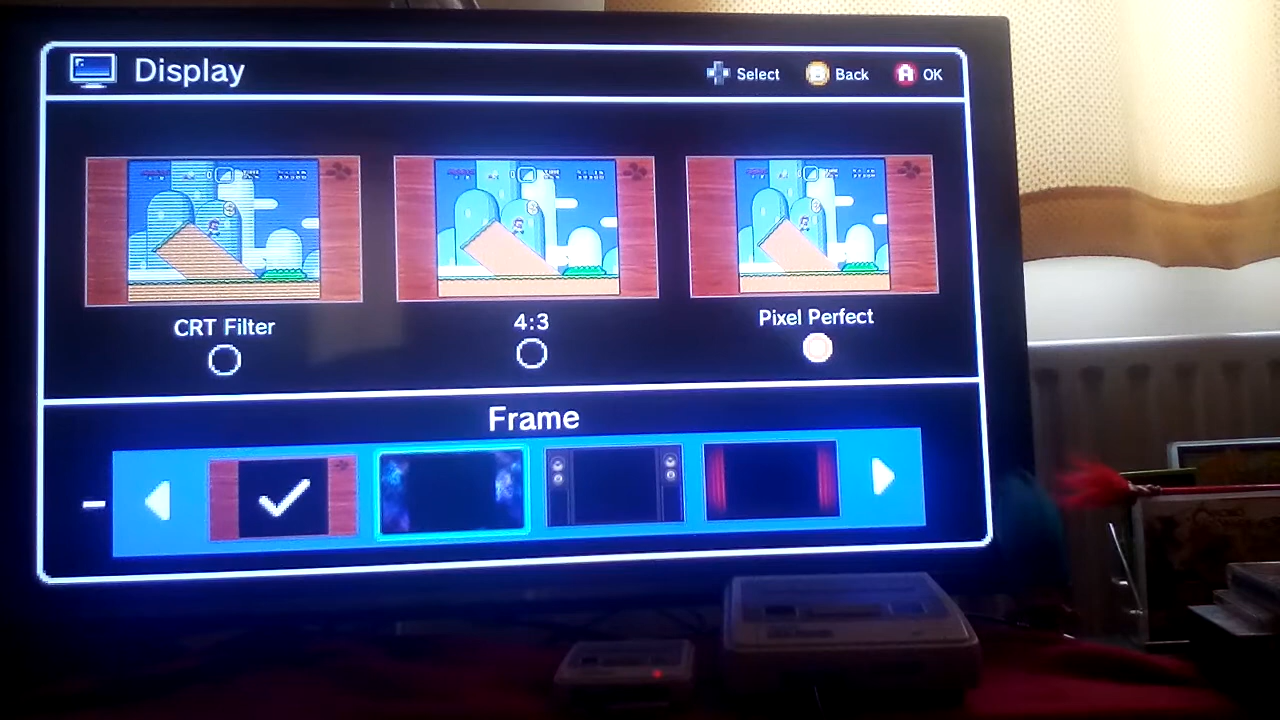 Display
Select
B Back
A OK
CRT Filter
4:3
Pixel Perfect
Frame